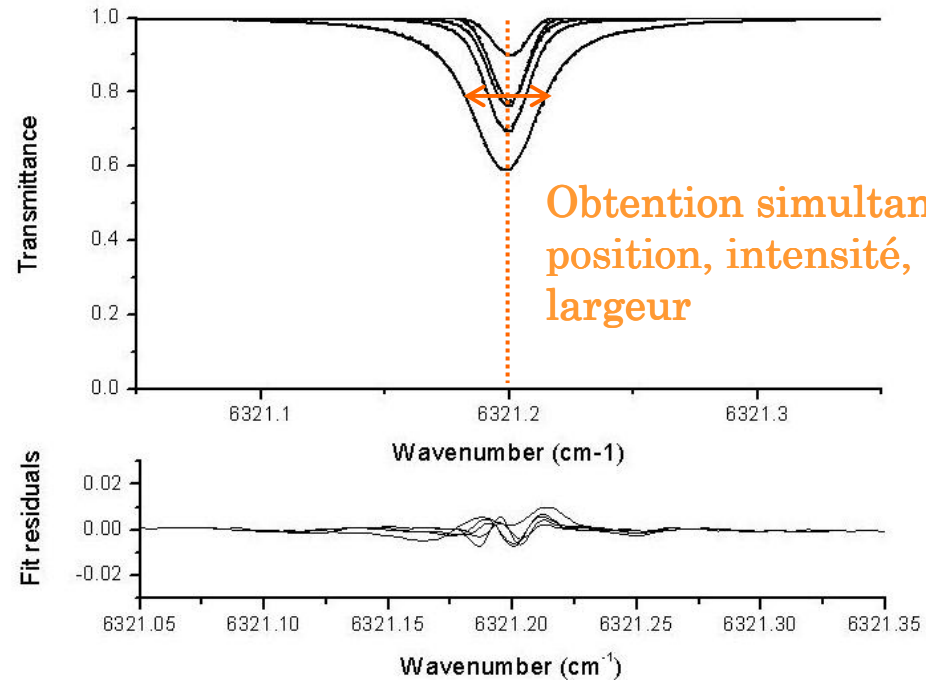 1.0
0.8
0.6
0.4
0.2
0.0
Transmittance
Obtention
position, intensité,
largeur
6321.1 6321.2 6321.3
Wavenumber (cm-1)
0.02
0.00
-0.02
Fit residuals
6321.05 6321.10 6321.15 6321.20 6321.25 6321.30 6321.35
Wavenumber (cm⁻¹)